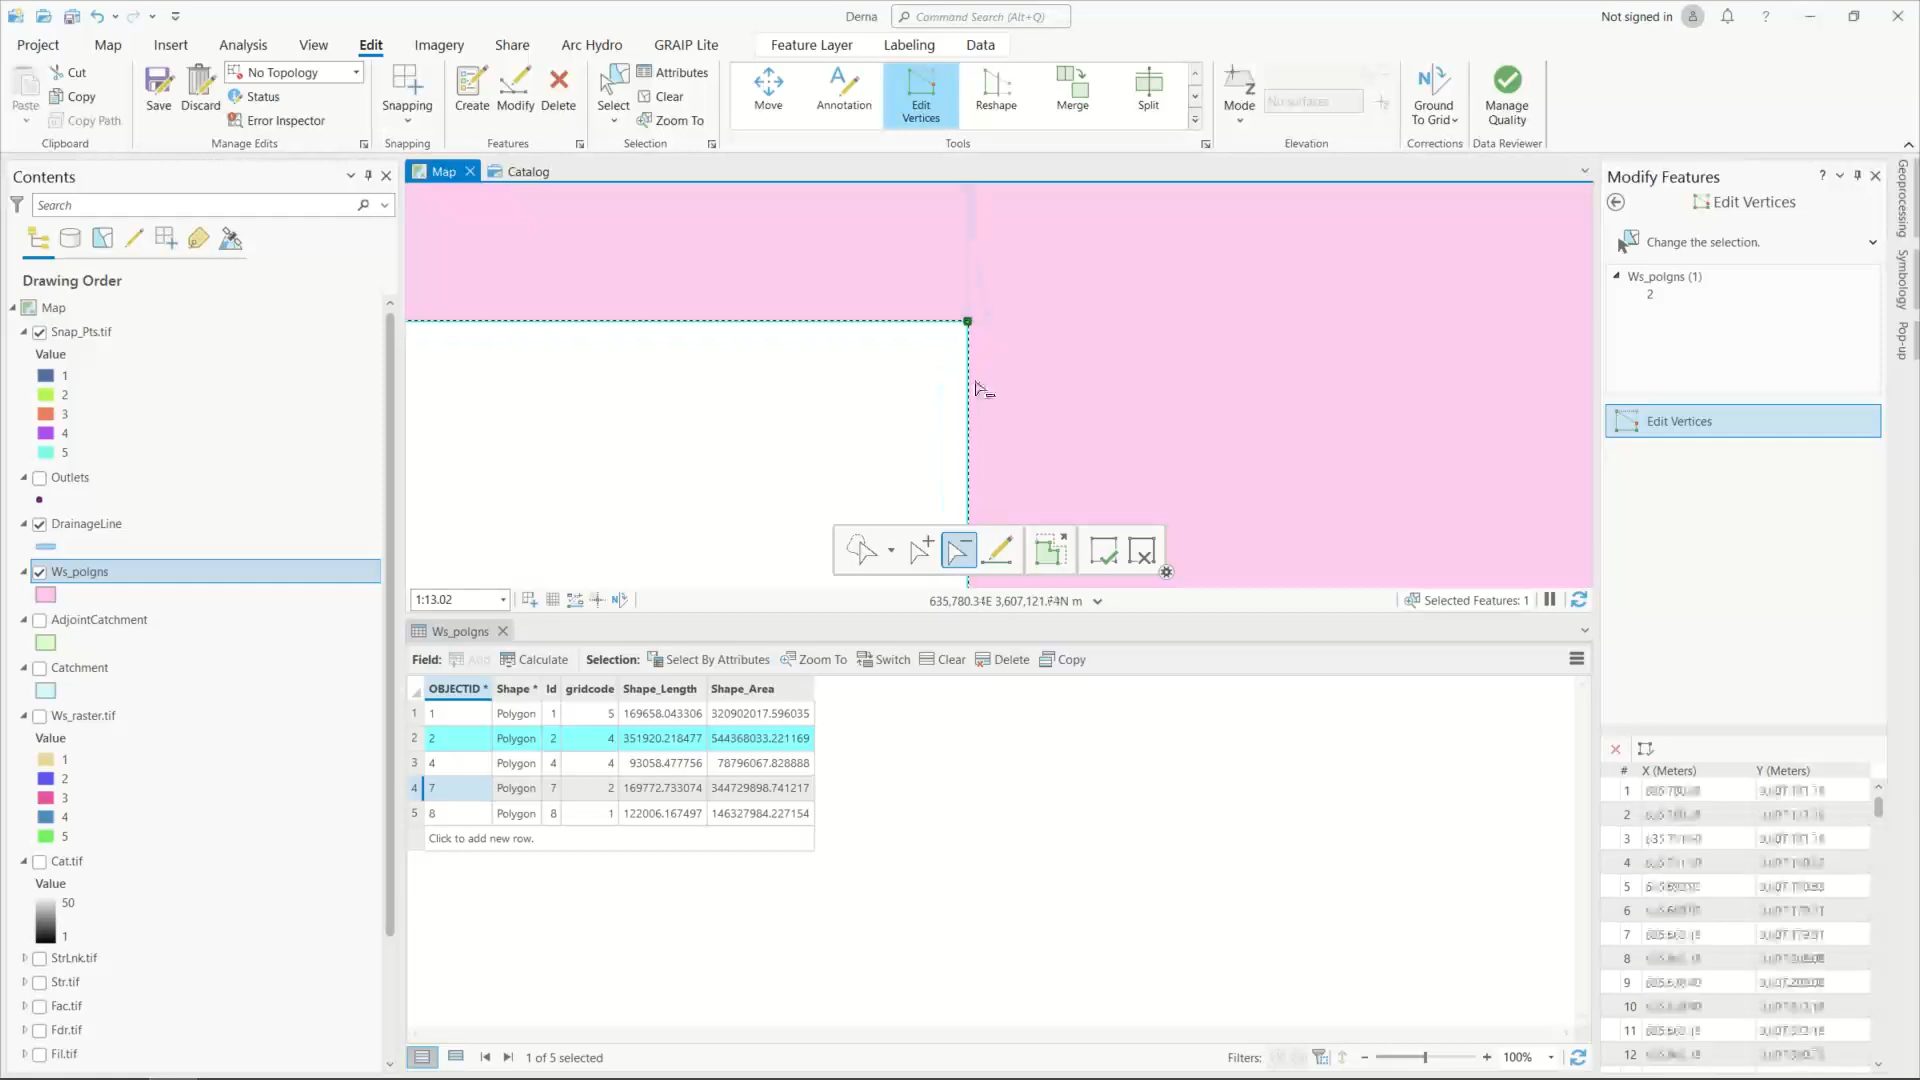 Derna
Command Search (Alt+Q)
Not signed in
Project
Map
Insert
Analysis
View
Edit
Imagery
Share
Arc Hydro
GRAIP Lite
Feature Layer
Labeling
Data
Paste
Cut
Copy
Copy Path
Clipboard
Save
Discard
No Topology
Status
Error Inspector
Manage Edits
Snapping
Snapping
Create
Modify
Delete
Features
Select
Attributes
Clear
Zoom To
Selection
Move
Annotation
Edit
Vertices
Reshape
Merge
Split
Tools
Mode
No surfaces
Elevation
Ground
To Grid
Corrections
Manage
Quality
Data Reviewer
Contents
Search
Drawing Order
Map
Snap_Pts.tif
Value
1
2
3
4
5
Outlets
DrainageLine
Ws_polgns
AdjointCatchment
Catchment
Ws_raster.tif
Value
1
2
3
4
5
Cat.tif
Value
50
1
StrLnk.tif
Str.tif
Fac.tif
Fdr.tif
Fil.tif
Map
Catalog
1:13.02
Selected Features: 1
Ws_polgns
Field: Add Calculate Selection: Select By Attributes Zoom To Switch Clear Delete Copy
OBJECTID * Shape * Id gridcode Shape_Length Shape_Area
1 1 Polygon 1 5 169658.043306 320902017.596035
2 2 Polygon 2 4 351920.218477 544368033.221169
3 4 Polygon 4 4 93058.477756 78796067.828888
4 7 Polygon 7 2 169772.733074 344729898.741217
5 8 Polygon 8 1 122006.167497 146327984.227154
Click to add new row.
1 of 5 selected
Filters:
100%
Modify Features
Edit Vertices
Change the selection.
Ws_polgns (1)
2
Edit Vertices
# X (Meters) Y (Meters)
1
2
3
4
5
6
7
8
9
10
11
12
Geoprocessing
Symbology
Pop-up